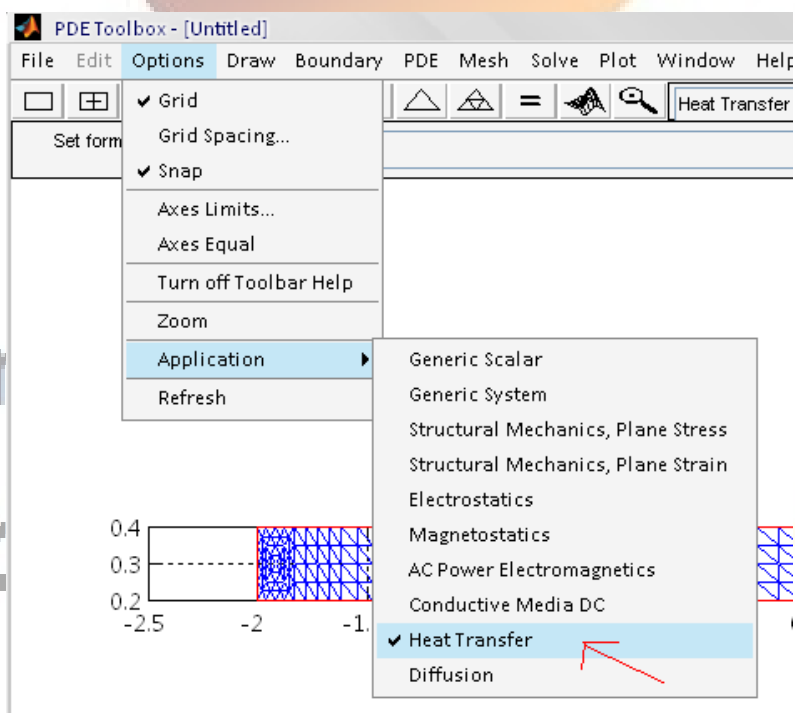 PDE Toolbox - [Untitled]
File Edit Options Draw Boundary PDE Mesh Solve Plot Window Help
Heat Transfer
Set form
Grid
Grid Spacing...
Snap
Axes Limits...
Axes Equal
Turn off Toolbar Help
Zoom
Application
Refresh
Generic Scalar
Generic System
Structural Mechanics, Plane Stress
Structural Mechanics, Plane Strain
Electrostatics
Magnetostatics
AC Power Electromagnetics
Conductive Media DC
Heat Transfer
Diffusion
0.4
0.3
0.2
-2.5 -2 -1.